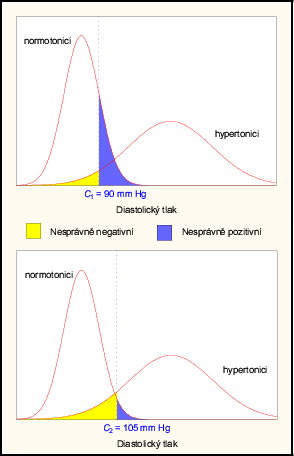 normotonici
hypertonici
C1 = 90 mm Hg
Diastolický tlak
Nesprávně negativní
Nesprávně pozitivní
normotonici
hypertonici
C2 = 105 mm Hg
Diastolický tlak